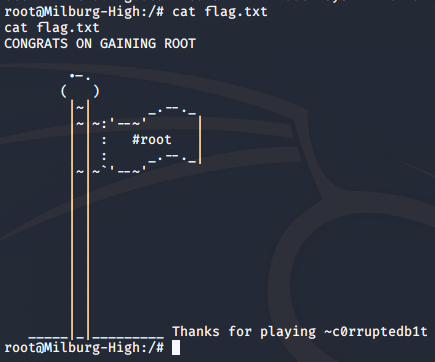 root@Milburg-High:/# cat flag.txt
cat flag.txt
CONGRATS ON GAINING ROOT
#root
Thanks for playing ~c0rruptedb1t
root@Milburg-High:/#